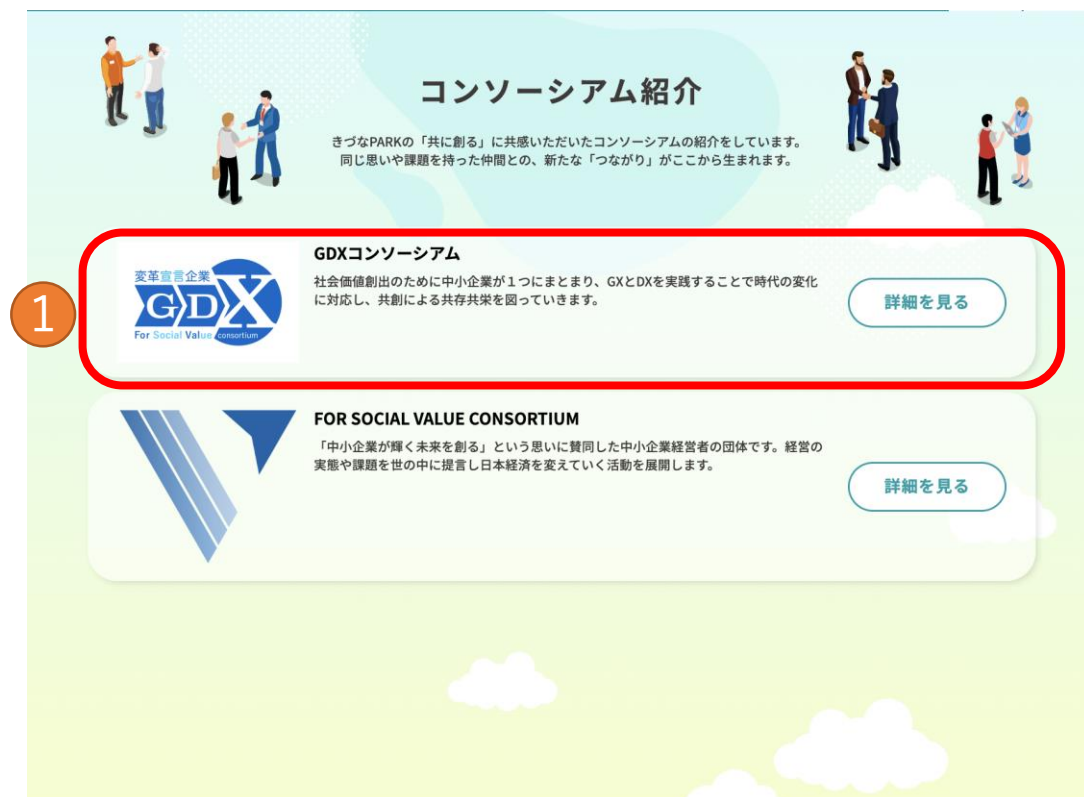 コンソーシアム紹介
きづなPARKの「共に創る」に共感いただいたコンソーシアムの紹介をしています。
同じ思いや課題を持った仲間との、新たな「つながり」がここから生まれます。
1
変革宣言企業
GDX
For Social Value consortium
GDXコンソーシアム
社会価値創出のために中小企業が１つにまとまり、GXとDXを実践することで時代の変化
に対応し、共創による共存共栄を図っていきます。
詳細を見る
FOR SOCIAL VALUE CONSORTIUM
「中小企業が輝く未来を創る」という思いに賛同した中小企業経営者の団体です。経営の
実態や課題を世の中に提言し日本経済を変えていく活動を展開します。
詳細を見る